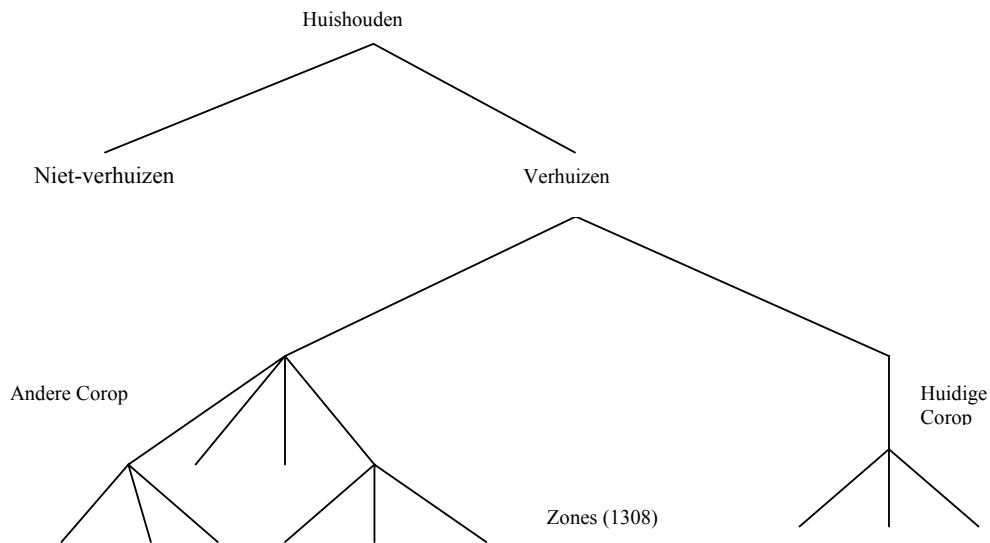 Huishouden
Niet-verhuizen
Verhuizen
Andere Corop
Huidige
Corop
Zones (1308)